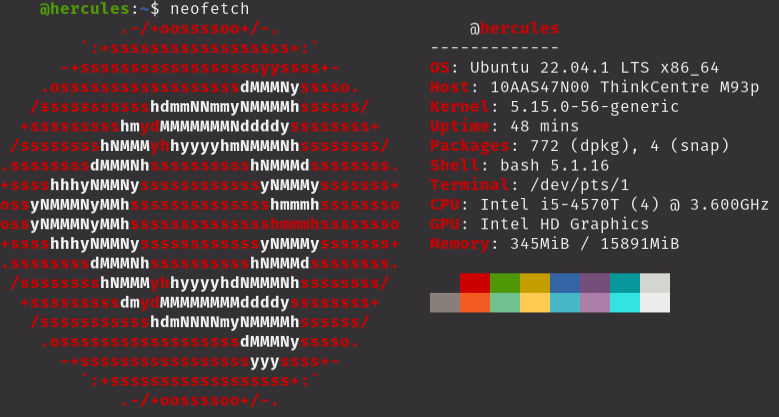 @hercules:~$ neofetch
.-/+oossssoo+/-. @hercules
`:+ssssssssssssssssss+:` -------------
-+ssssssssssssssssssyyssss+- OS: Ubuntu 22.04.1 LTS x86_64
.ossssssssssssssssssdMMMNysssso. Host: 10AAS47N00 ThinkCentre M93p
/ssssssssssshdmmNNmmyNMMMMhssssss/ Kernel: 5.15.0-56-generic
+ssssssssshmydMMMMMMMNddddyssssssss+ Uptime: 48 mins
/sssssssshNMMMyhhyyyyhmNMMMNhssssssss/ Packages: 772 (dpkg), 4 (snap)
.ssssssssdMMMNhsssssssssshNMMMdssssssss. Shell: bash 5.1.16
+sssshhhyNMMNyssssssssssssyNMMMysssssss+ Terminal: /dev/pts/1
ossyNMMMNyMMhsssssssssssssshmmmhssssssso CPU: Intel i5-4570T (4) @ 3.600GHz
ossyNMMMNyMMhsssssssssssssshmmmhssssssso GPU: Intel HD Graphics
+sssshhhyNMMNyssssssssssssyNMMMysssssss+ Memory: 345MiB / 15891MiB
.ssssssssdMMMNhsssssssssshNMMMdssssssss.
/sssssssshNMMMyhhyyyyhdNMMMNhssssssss/
+sssssssssdmydMMMMMMMMddddyssssssss+
/ssssssssssshdmNNNNmyNMMMMhssssss/
.ossssssssssssssssssdMMMNysssso.
-+sssssssssssssssssyyyssss+-
`:+ssssssssssssssssss+:`
.-/+oossssoo+/-.